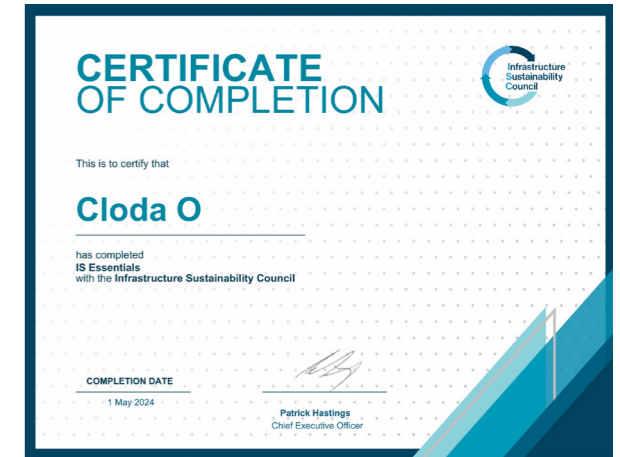 CERTIFICATE
OF COMPLETION
Infrastructure
Sustainability
Council
This is to certify that
Cloda O
has completed
IS Essentials
with the Infrastructure Sustainability Council
COMPLETION DATE
1 May 2024
Patrick Hastings
Chief Executive Officer